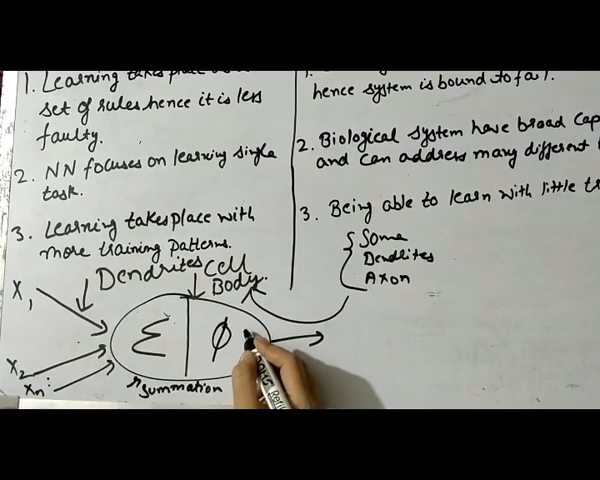 1. Learning takes place
set of rules hence it is less
faulty.
2. NN focuses on learning single
task.
3. Learning takes place with
more training patterns.
hence system is bound to fail.
2. Biological system have broad cap
and can address many different
3. Being able to learn with little tr
Some
Dendrites
Axon
Dendrites
Cell
Body.
X1
X2
Xn
Σ
φ
Summation